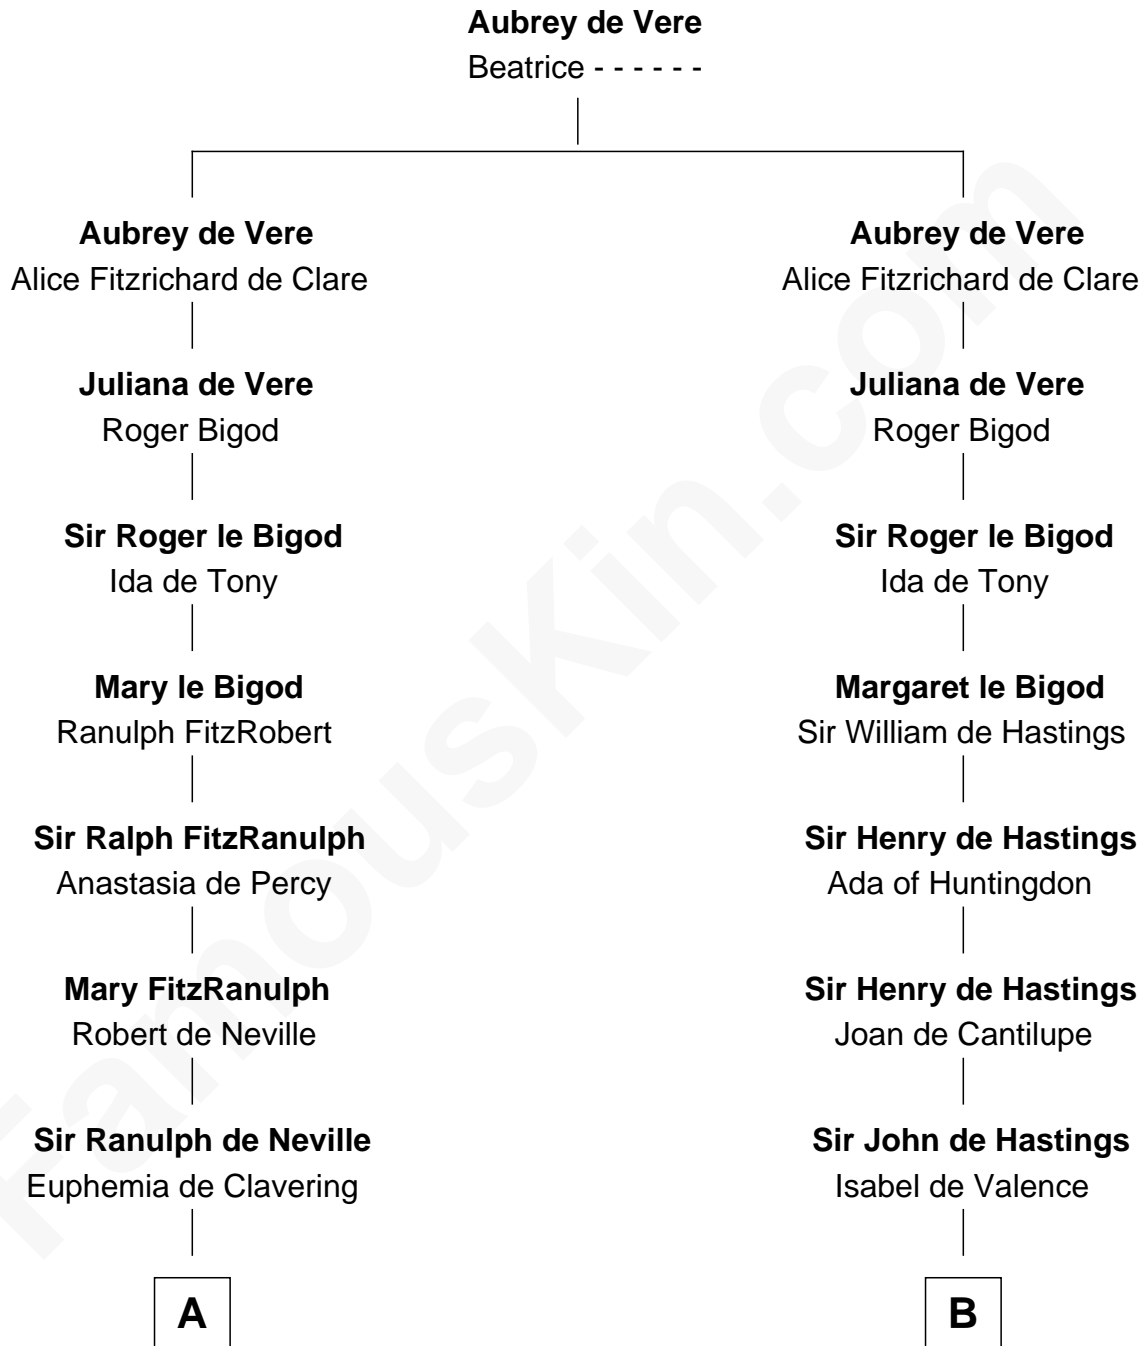 Aubrey de Vere
Beatrice - - - - - -
Aubrey de Vere
Alice Fitzrichard de Clare
Juliana de Vere
Roger Bigod
Sir Roger le Bigod
Ida de Tony
Mary le Bigod
Ranulph FitzRobert
Sir Ralph FitzRanulph
Anastasia de Percy
Mary FitzRanulph
Robert de Neville
Sir Ranulph de Neville
Euphemia de Clavering
A
Aubrey de Vere
Alice Fitzrichard de Clare
Juliana de Vere
Roger Bigod
Sir Roger le Bigod
Ida de Tony
Margaret le Bigod
Sir William de Hastings
Sir Henry de Hastings
Ada of Huntingdon
Sir Henry de Hastings
Joan de Cantilupe
Sir John de Hastings
Isabel de Valence
B
FamousKin.com